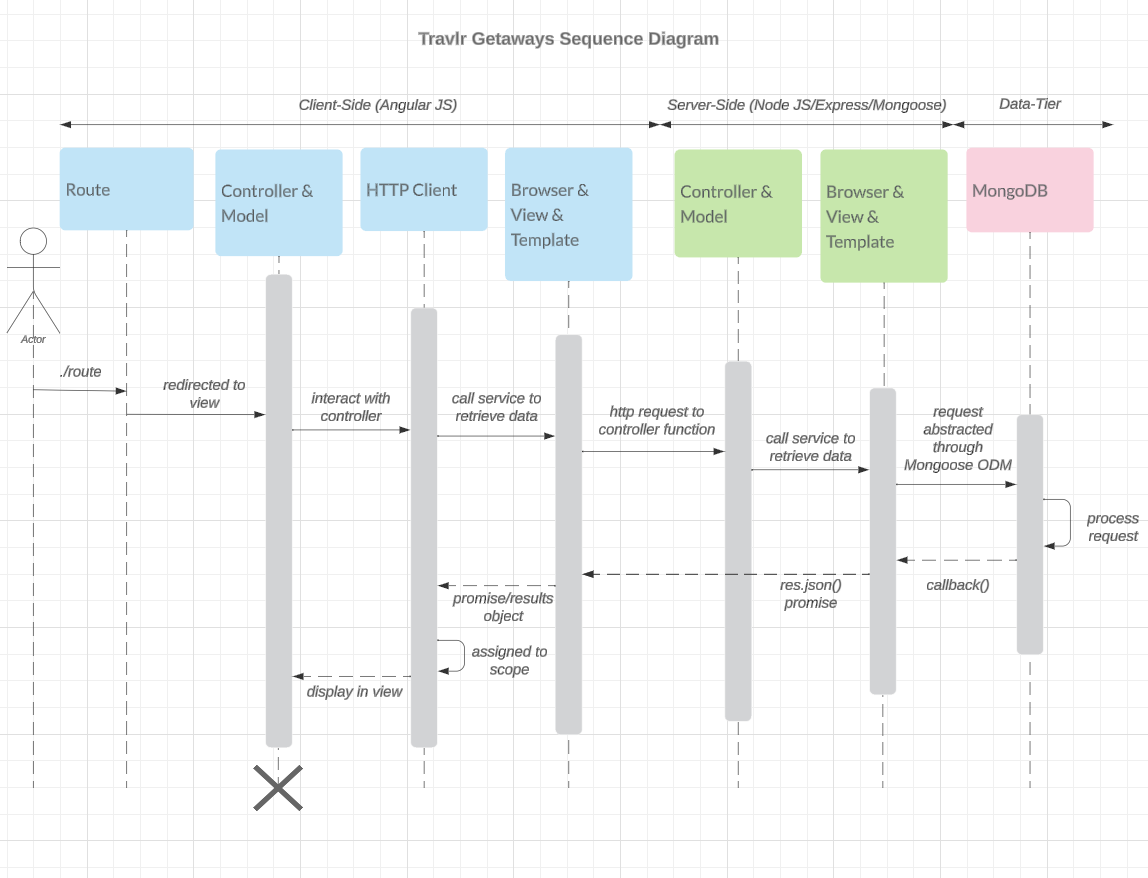 Travlr Getaways Sequence Diagram
Client-Side (Angular JS)
Server-Side (Node JS/Express/Mongoose)
Data-Tier
Route
Controller &
Model
HTTP Client
Browser &
View &
Template
Controller &
Model
Browser &
View &
Template
MongoDB
Actor
./route
redirected to
view
interact with
controller
call service to
retrieve data
http request to
controller function
call service to
retrieve data
request
abstracted
through
Mongoose ODM
process
request
callback()
res.json()
promise
promise/results
object
assigned to
scope
display in view